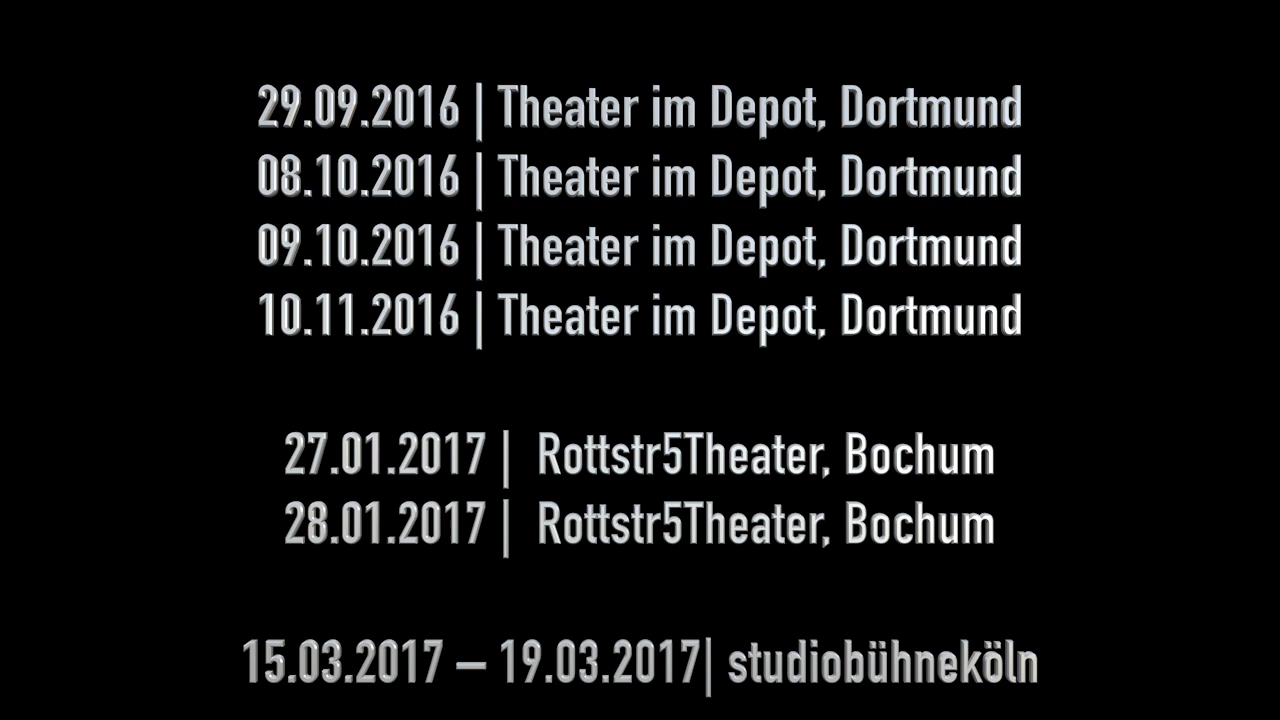 29.09.2016 | Theater im Depot, Dortmund
08.10.2016 | Theater im Depot, Dortmund
09.10.2016 | Theater im Depot, Dortmund
10.11.2016 | Theater im Depot, Dortmund
27.01.2017 | Rottstr5Theater, Bochum
28.01.2017 | Rottstr5Theater, Bochum
15.03.2017 – 19.03.2017| studiobühneköln